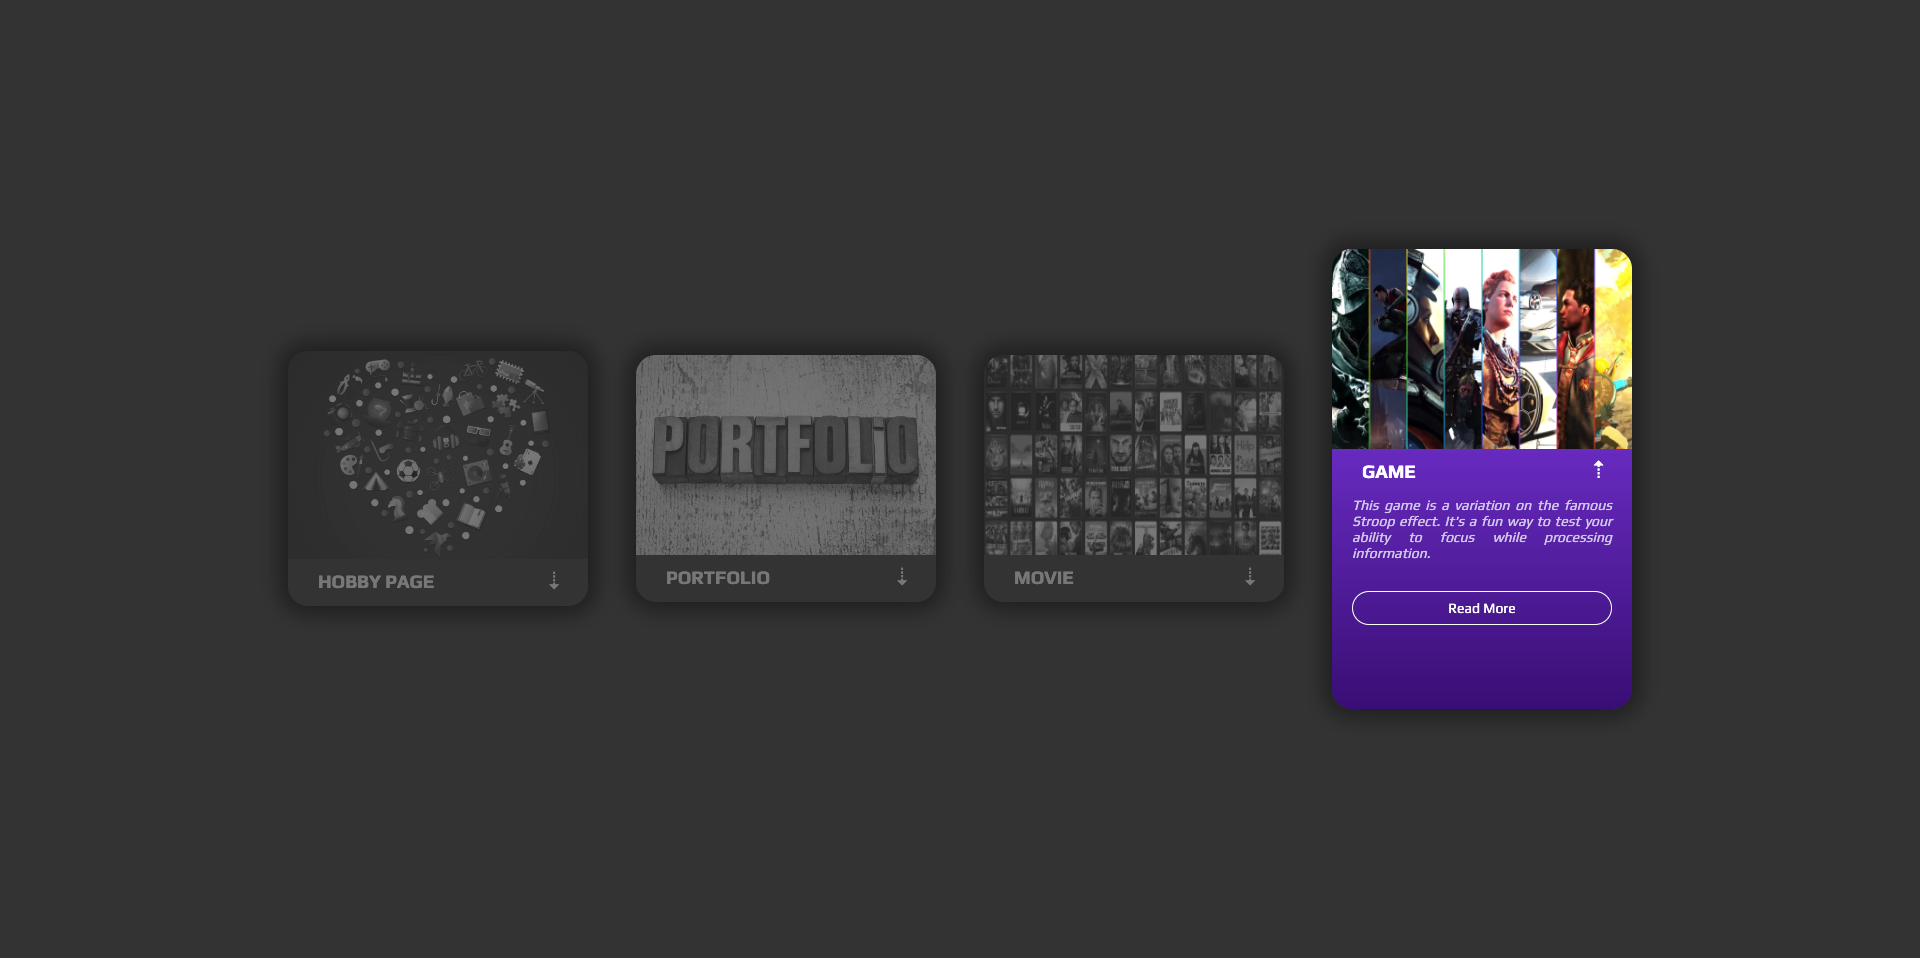 PORTFOLiO
HOBBY PAGE
PORTFOLIO
MOVIE
GAME
This game is a variation on the famous
Stroop effect. It's a fun way to test your
ability to focus while processing
information.
Read More